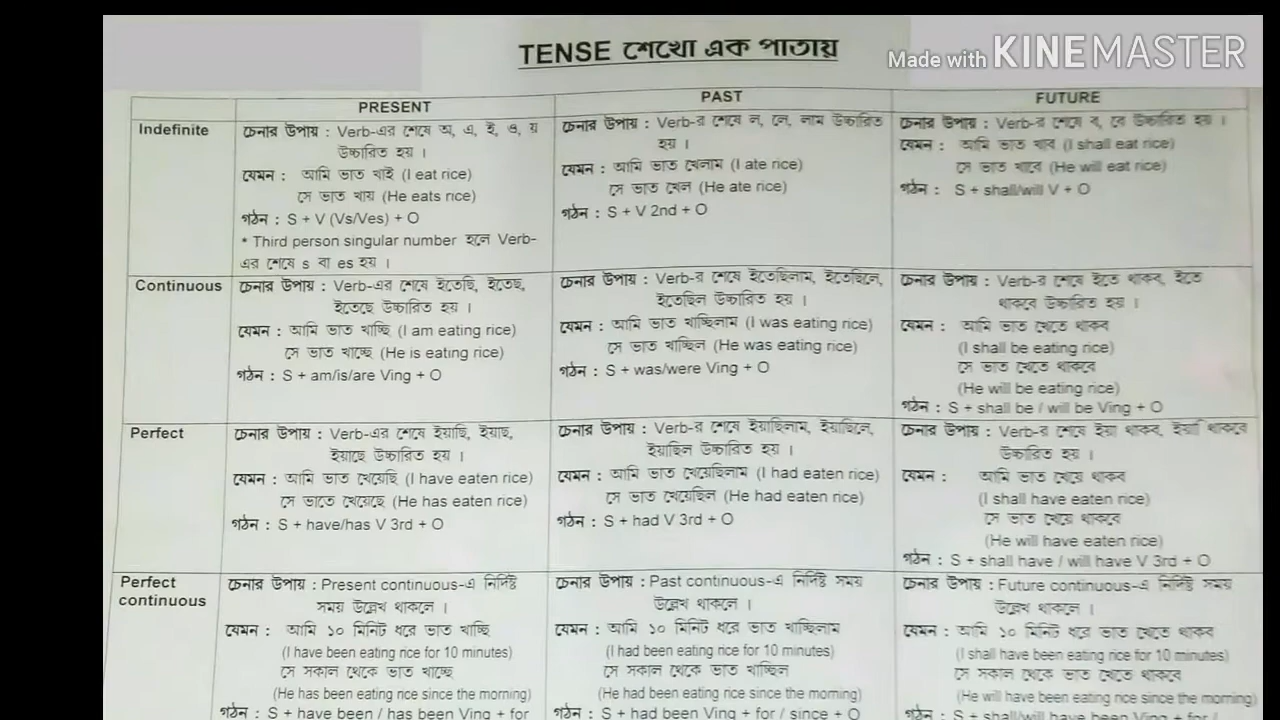 TENSE শেখো এক পাতায়
Made with KINEMASTER
PRESENT
PAST
FUTURE
Indefinite
চেনার উপায় : Verb-এর শেষে অ, এ, ই, ও, য়
উচ্চারিত হয় ।
যেমন : আমি ভাত খাই (I eat rice)
সে ভাত খায় (He eats rice)
গঠন : S + V (Vs/Ves) + O
* Third person singular number হলে Verb-
এর শেষে s বা es হয় ।
চেনার উপায় : Verb-র শেষে ল, লে, লাম উচ্চারিত
হয় ।
যেমন : আমি ভাত খেলাম (I ate rice)
সে ভাত খেল (He ate rice)
গঠন : S + V 2nd + O
চেনার উপায় : Verb-র শেষে ব, বে উচ্চারিত হয় ।
যেমন : আমি ভাত খাব (I shall eat rice)
সে ভাত খাবে (He will eat rice)
গঠন : S + shall/will V + O
Continuous
চেনার উপায় : Verb-এর শেষে ইতেছি, ইতেছ,
ইতেছে উচ্চারিত হয় ।
যেমন : আমি ভাত খাচ্ছি (I am eating rice)
সে ভাত খাচ্ছে (He is eating rice)
গঠন : S + am/is/are Ving + O
চেনার উপায় : Verb-র শেষে ইতেছিলাম, ইতেছিলে,
ইতেছিল উচ্চারিত হয় ।
যেমন : আমি ভাত খাচ্ছিলাম (I was eating rice)
সে ভাত খাচ্ছিল (He was eating rice)
গঠন : S + was/were Ving + O
চেনার উপায় : Verb-র শেষে ইতে থাকব, ইতে
থাকবে উচ্চারিত হয় ।
যেমন : আমি ভাত খেতে থাকব
(I shall be eating rice)
সে ভাত খেতে থাকবে
(He will be eating rice)
গঠন : S + shall be / will be Ving + O
Perfect
চেনার উপায় : Verb-এর শেষে ইয়াছি, ইয়াছ,
ইয়াছে উচ্চারিত হয় ।
যেমন : আমি ভাত খেয়েছি (I have eaten rice)
সে ভাতে খেয়েছে (He has eaten rice)
গঠন : S + have/has V 3rd + O
চেনার উপায় : Verb-র শেষে ইয়াছিলাম, ইয়াছিলে,
ইয়াছিল উচ্চারিত হয় ।
যেমন : আমি ভাত খেয়েছিলাম (I had eaten rice)
সে ভাত খেয়েছিল (He had eaten rice)
গঠন : S + had V 3rd + O
চেনার উপায় : Verb-র শেষে ইয়া থাকব, ইয়া থাকবে
উচ্চারিত হয় ।
যেমন : আমি ভাত খেয়ে থাকব
(I shall have eaten rice)
সে ভাত খেয়ে থাকবে
(He will have eaten rice)
গঠন : S + shall have / will have V 3rd + O
Perfect
continuous
চেনার উপায় : Present continuous-এ নির্দিষ্ট
সময় উল্লেখ থাকলে ।
যেমন : আমি ১০ মিনিট ধরে ভাত খাচ্ছি
(I have been eating rice for 10 minutes)
সে সকাল থেকে ভাত খাচ্ছে
(He has been eating rice since the morning)
গঠন : S + have been / has been Ving + for
চেনার উপায় : Past continuous-এ নির্দিষ্ট সময়
উল্লেখ থাকলে ।
যেমন : আমি ১০ মিনিট ধরে ভাত খাচ্ছিলাম
(I had been eating rice for 10 minutes)
সে সকাল থেকে ভাত খাচ্ছিল
(He had been eating rice since the morning)
গঠন : S + had been Ving + for / since + O
চেনার উপায় : Future continuous-এ নির্দিষ্ট সময়
উল্লেখ থাকলে ।
যেমন : আমি ১০ মিনিট ধরে ভাত খেতে থাকব
(I shall have been eating rice for 10 minutes)
সে সকাল থেকে ভাত খেতে থাকবে
(He will have been eating rice since the morning)
গঠন : S + shall/will have been Ving + for